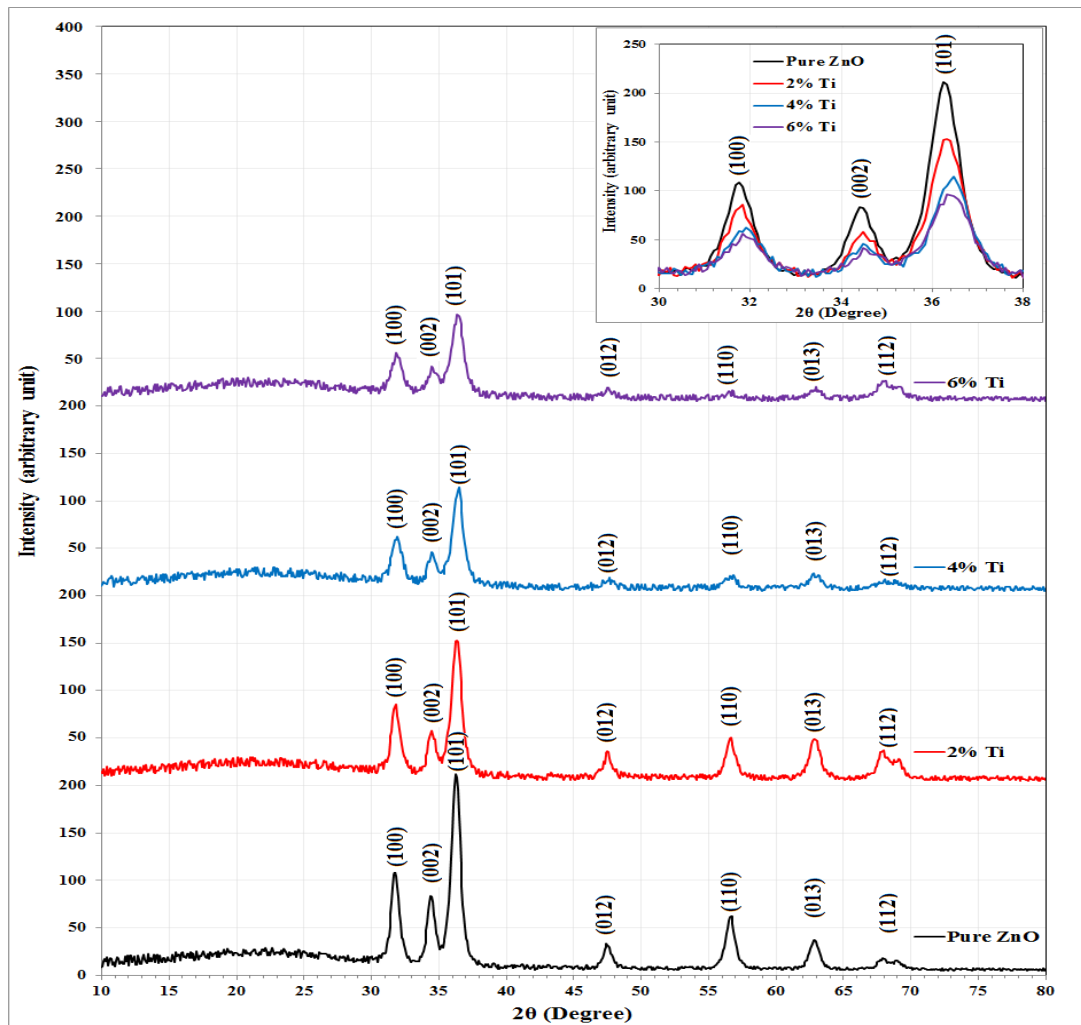 400
350
300
250
200
150
100
50
200
150
100
50
200
150
100
50
200
150
100
50
0
Intensity (arbitrary unit)
10 15 20 25 30 35 40 45 50 55 60 65 70 75 80
2θ (Degree)
(100) (002) (101) (012) (110) (013) (112)
6% Ti
(100) (002) (101) (012) (110) (013) (112)
4% Ti
(100) (002) (101) (012) (110) (013) (112)
2% Ti
(100) (002) (101) (012) (110) (013) (112)
Pure ZnO
250
200
150
100
50
0
Intensity (arbitrary unit)
Pure ZnO
2% Ti
4% Ti
6% Ti
(100) (002) (101)
30 32 34 36 38
2θ (Degree)